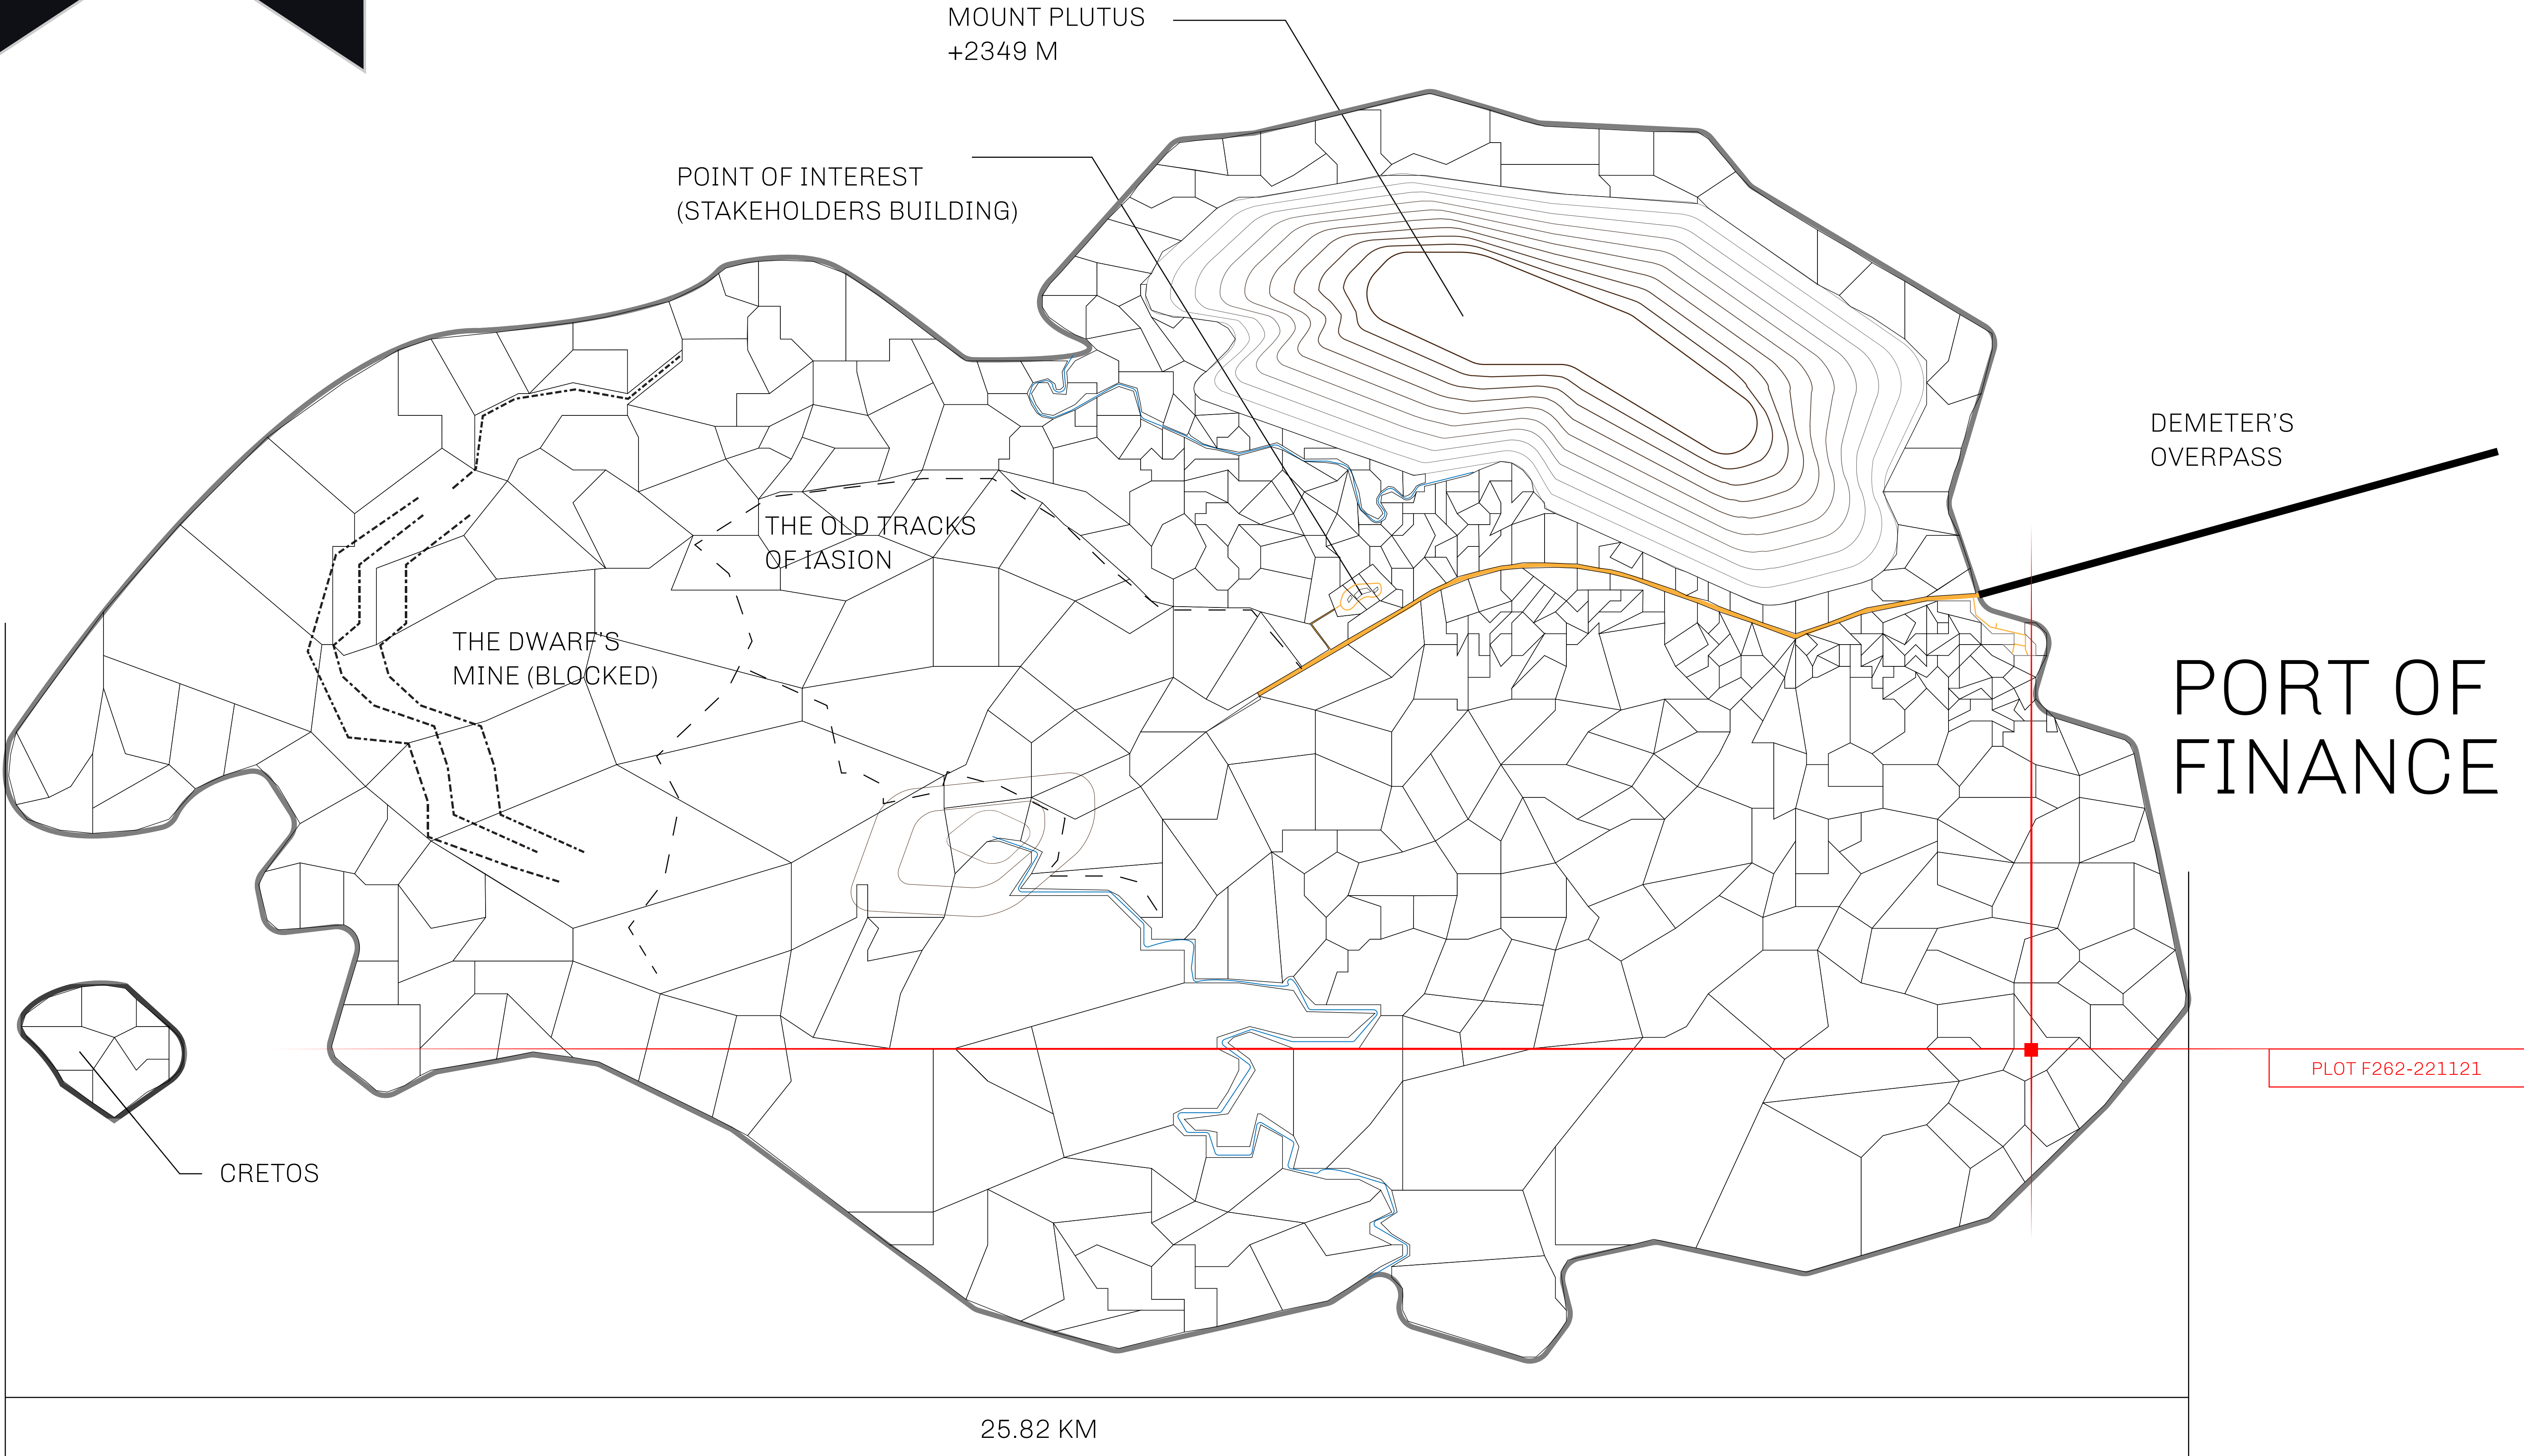 MOUNT PLUTUS
+2349 M
POINT OF INTEREST
(STAKEHOLDERS BUILDING)
DEMETER'S
OVERPASS
THE OLD TRACKS
OF IASION
THE DWARF'S
MINE (BLOCKED)
PORT OF
FINANCE
PLOT F262-221121
CRETOS
25.82 KM